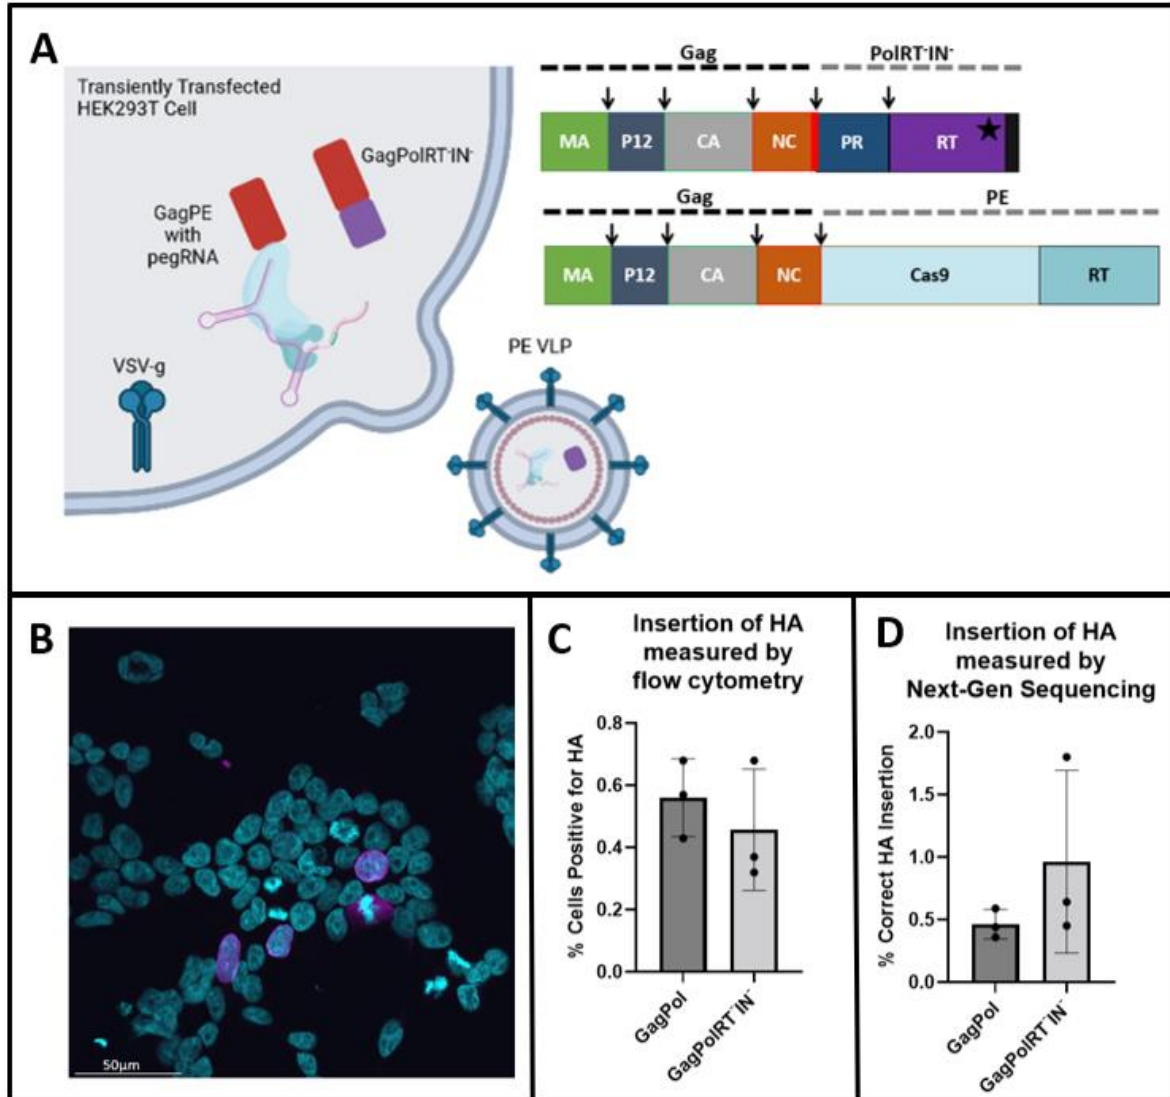 A
Transiently Transfected
HEK293T Cell
GagPolRT⁻IN⁻
GagPE
with
pegRNA
VSV-g
PE VLP
Gag PolRT⁻IN⁻
MA P12 CA NC PR RT
Gag PE
MA P12 CA NC Cas9 RT
B
50µm
C
Insertion of HA
measured by
flow cytometry
% Cells Positive for HA
0.8
0.6
0.4
0.2
0.0
GagPol
GagPolRT⁻IN⁻
D
Insertion of HA
measured by
Next-Gen Sequencing
% Correct HA Insertion
2.0
1.5
1.0
0.5
0.0
GagPol
GagPolRT⁻IN⁻